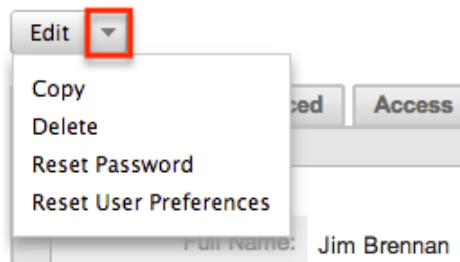 Edit
ced Access
Copy
Delete
Reset Password
Reset User Preferences
Full Name: Jim Brennan